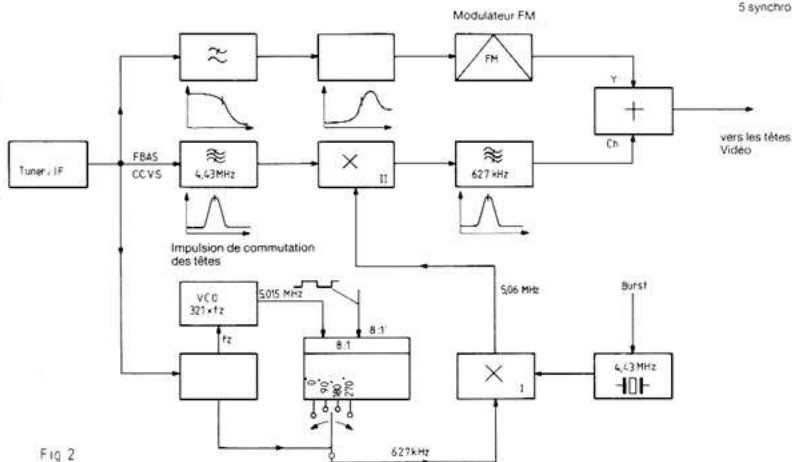 5 synchro
Modulateur FM
FM
Y
+
vers les têtes
Vidéo
Ch
Tuner, IF
FBAS
CCVS
4,43MHz
×
II
627 kHz
Impulsion de commutation
des têtes
VCO
321×fz
5,015 MHz
fz
8:1
8:1
0°
90°
180°
270°
5,06 MHz
Burst
×
I
4,43 MHz
627kHz
Fig 2